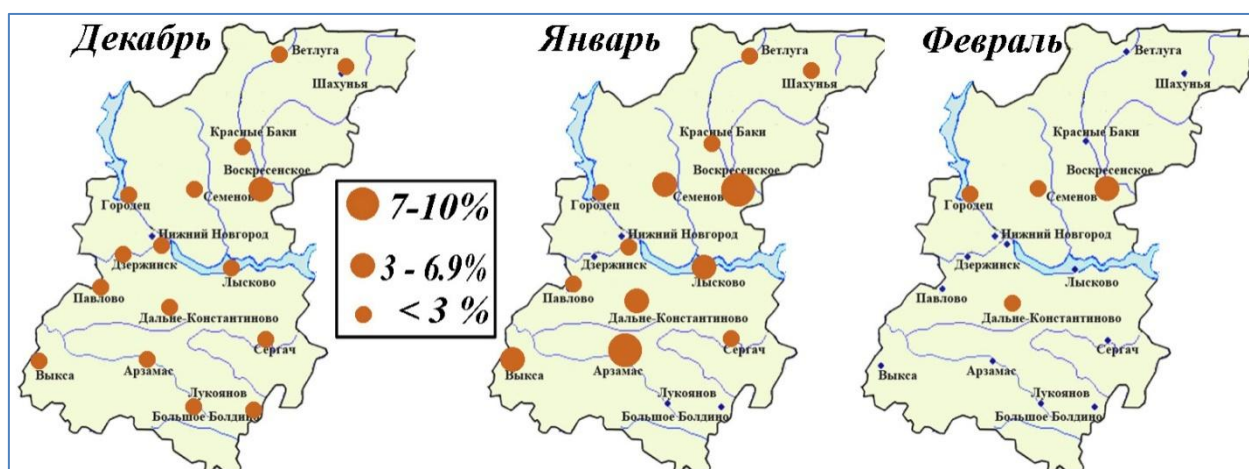 Декабрь
Ветлуга
Шахунья
Красные Баки
Воскресенское
Семенов
Городец
Нижний Новгород
Дзержинск
Лысково
Павлово
Дальне-Константиново
Сергач
Выкса
Арзамас
Лукоянов
Большое Болдино
7-10%
3 - 6.9%
< 3 %
Январь
Ветлуга
Шахунья
Красные Баки
Воскресенское
Семенов
Городец
Нижний Новгород
Дзержинск
Лысково
Павлово
Дальне-Константиново
Сергач
Выкса
Арзамас
Лукоянов
Большое Болдино
Февраль
Ветлуга
Шахунья
Красные Баки
Воскресенское
Семенов
Городец
Нижний Новгород
Дзержинск
Лысково
Павлово
Дальне-Константиново
Сергач
Выкса
Арзамас
Лукоянов
Большое Болдино